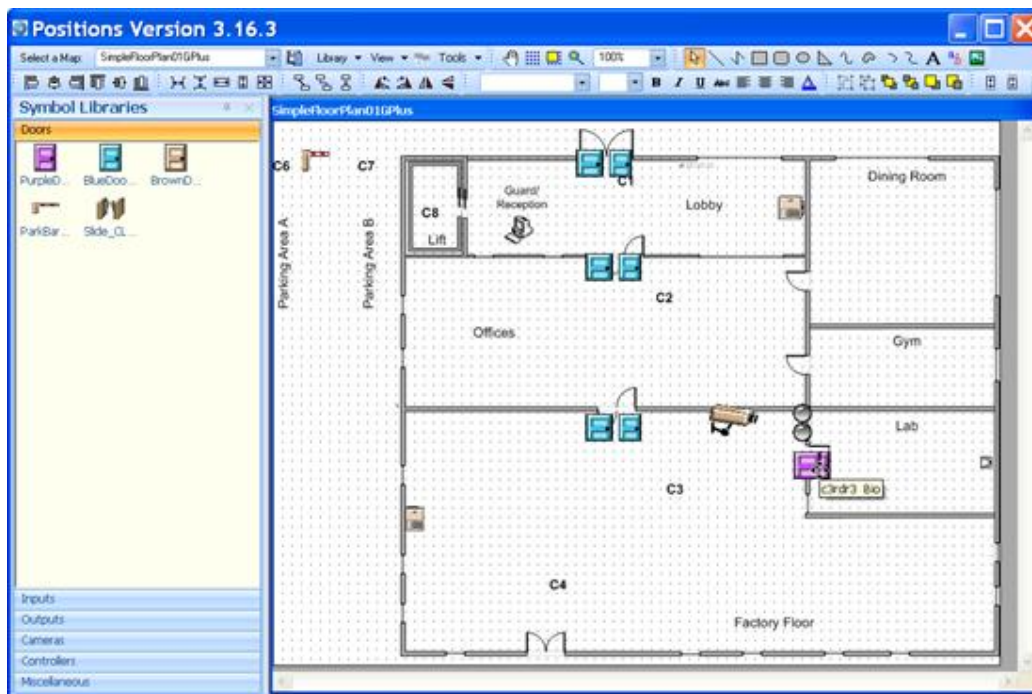 Positions Version 3.16.3
Select a Map: SimpleFloorPlan01GPlus Library View Tools 100% A
B I U Abc A
Symbol Libraries
SimpleFloorPlan01GPlus
Doors
PurpleD... BlueDoo... BrownD...
ParkBar... Slide_CL...
C6 C7
Parking Area A
Parking Area B
C1
Guard/
Reception
Lobby
Dining Room
C8
Lift
C2
Offices
Gym
Lab
C3
c3rdr3 Bio
C4
Factory Floor
Inputs
Outputs
Cameras
Controllers
Miscellaneous